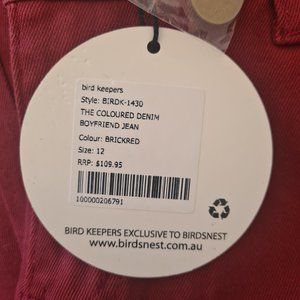 bird keepers
Style: BIRDK-1430
THE COLOURED DENIM
BOYFRIEND JEAN
Colour: BRICKRED
Size: 12
RRP: $109.95
100000206791
BIRD KEEPERS EXCLUSIVE TO BIRDSNEST
www.birdsnest.com.au